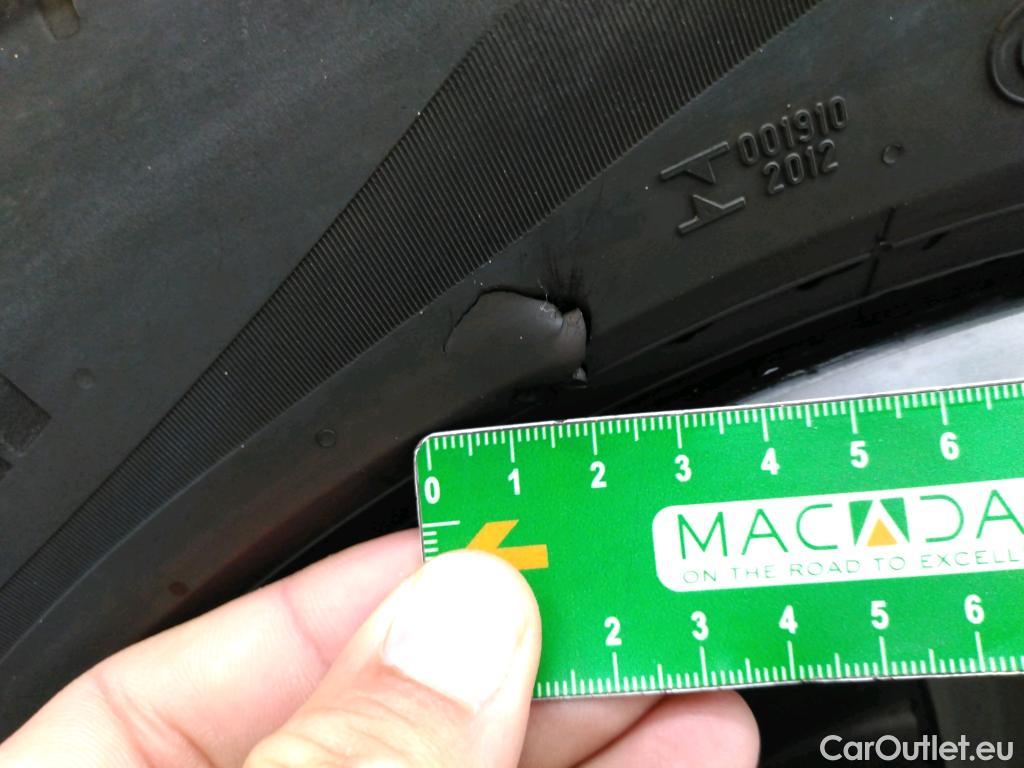 001910
2012
0 1 2 3 4 5 6
MACADA
ON THE ROAD TO EXCELL
2 3 4 5 6
CarOutlet.eu